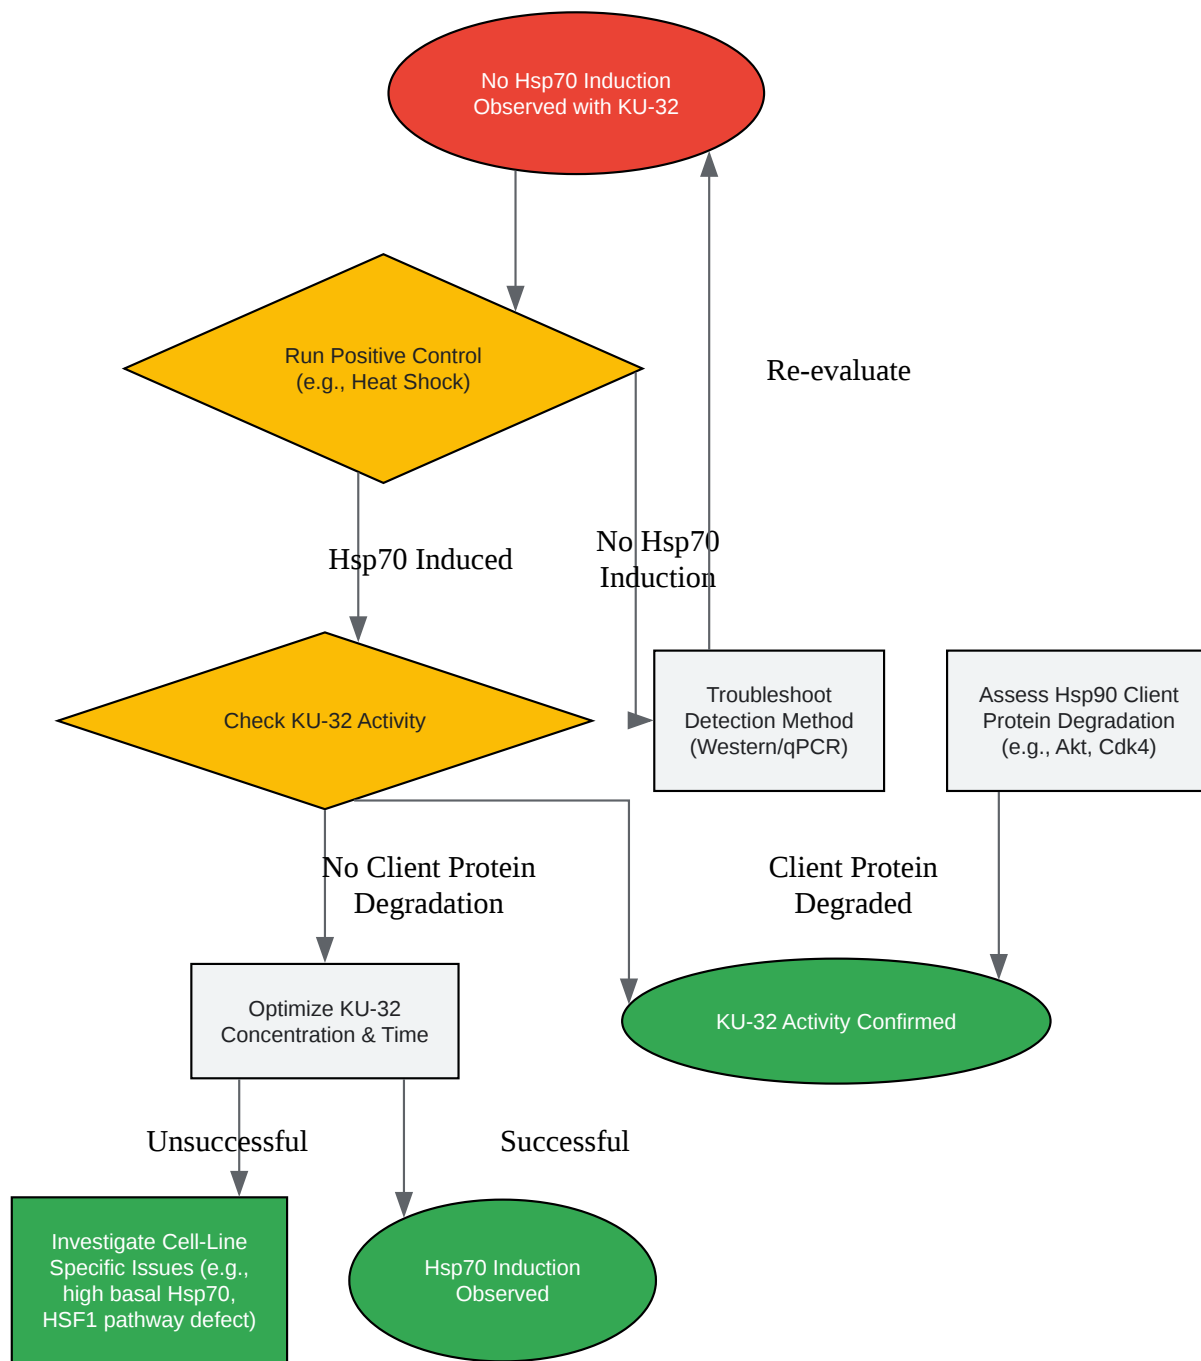 No Hsp70 Induction
Observed with KU-32
Run Positive Control
(e.g., Heat Shock)
Re-evaluate
Hsp70 Induced
No Hsp70
Induction
Check KU-32 Activity
Troubleshoot
Detection Method
(Western/qPCR)
Assess Hsp90 Client
Protein Degradation
(e.g., Akt, Cdk4)
No Client Protein
Degradation
Client Protein
Degraded
Optimize KU-32
Concentration & Time
KU-32 Activity Confirmed
Unsuccessful
Successful
Investigate Cell-Line
Specific Issues (e.g.,
high basal Hsp70,
HSF1 pathway defect)
Hsp70 Induction
Observed